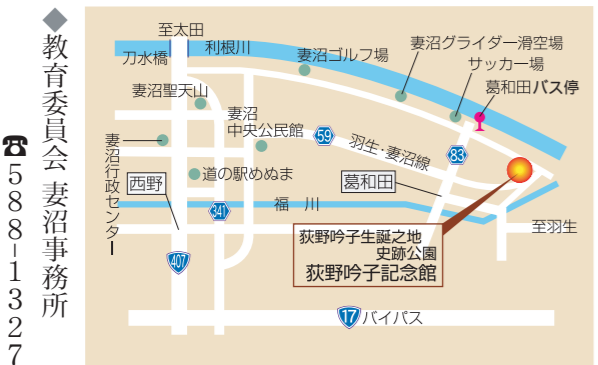 ◆教育委員会 妻沼事務所
☎588-1327
至太田
刀水橋
利根川
妻沼ゴルフ場
妻沼グライダー滑空場
サッカー場
葛和田バス停
妻沼聖天山
妻沼
中央公民館
59
羽生・妻沼線
83
妻沼行政センター
西野
道の駅めぬま
葛和田
341
福川
至羽生
荻野吟子生誕之地
史跡公園
荻野吟子記念館
407
17
バイパス